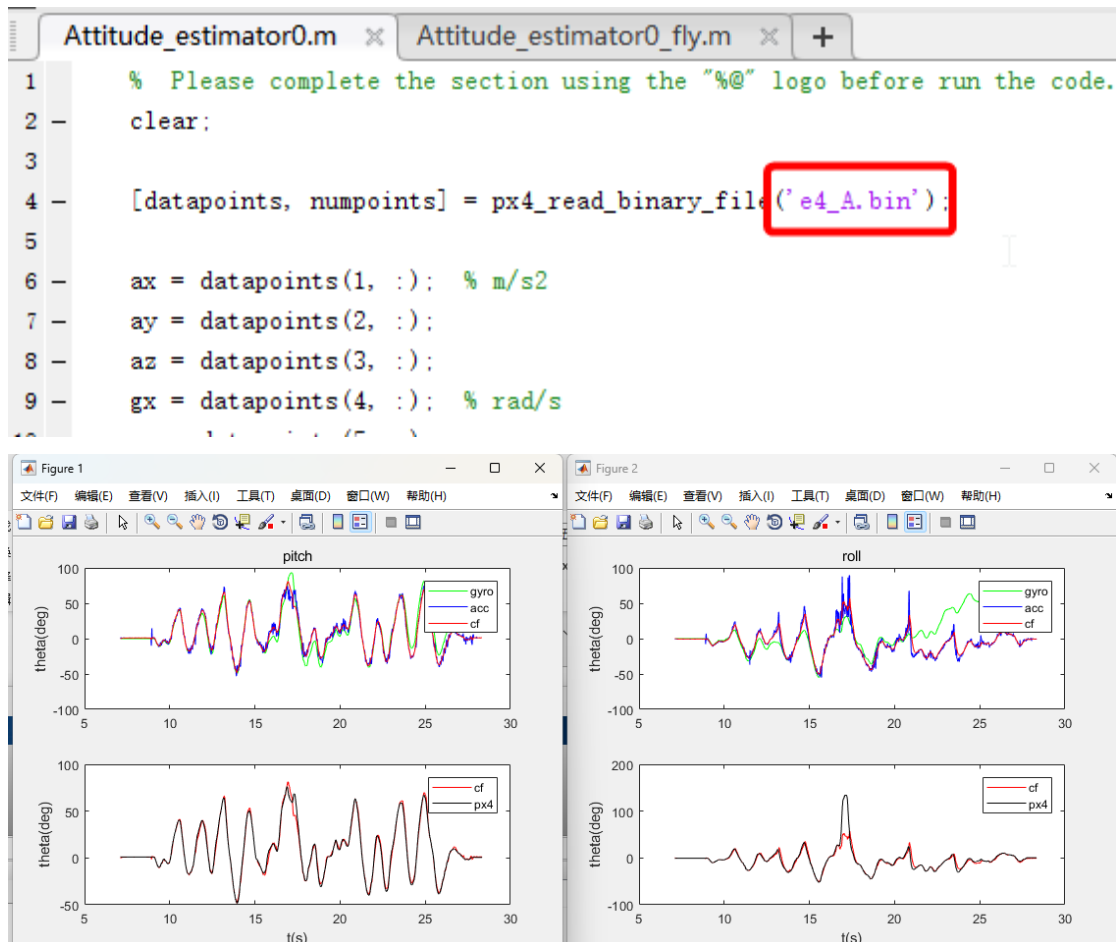 Attitude_estimator0.m × Attitude_estimator0_fly.m × +
1 % Please complete the section using the "%@" logo before run the code.
2 — clear;
3
4 — [datapoints, numpoints] = px4_read_binary_file('e4_A.bin');
5
6 — ax = datapoints(1, :); % m/s2
7 — ay = datapoints(2, :);
8 — az = datapoints(3, :);
9 — gx = datapoints(4, :); % rad/s
Figure 1
文件(F) 编辑(E) 查看(V) 插入(I) 工具(T) 桌面(D) 窗口(W) 帮助(H)
pitch
100
50
0
-50
-100
theta(deg)
gyro
acc
cf
5 10 15 20 25 30
100
50
0
-50
theta(deg)
cf
px4
5 10 15 20 25 30
t(s)
Figure 2
文件(F) 编辑(E) 查看(V) 插入(I) 工具(T) 桌面(D) 窗口(W) 帮助(H)
roll
100
50
0
-50
-100
theta(deg)
gyro
acc
cf
5 10 15 20 25 30
200
100
0
-100
theta(deg)
cf
px4
5 10 15 20 25 30
t(s)